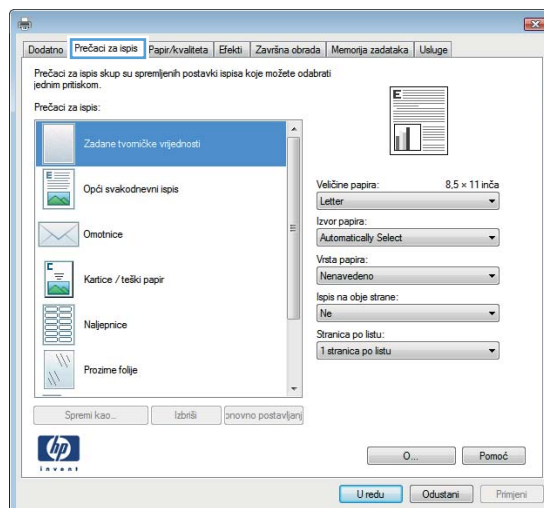 Dodatno Prečaci za ispis Papir/kvaliteta Efekti Završna obrada Memorija zadataka Usluge
Prečaci za ispis skup su spremljenih postavki ispisa koje možete odabrati
jednim pritiskom.
Prečaci za ispis:
Zadane tvorničke vrijednosti
Opći svakodnevni ispis
Omotnice
Kartice / teški papir
Naljepnice
Prozirne folije
E
Veličine papira: 8,5 × 11 inča
Letter
Izvor papira:
Automatically Select
Vrsta papira:
Nenavedeno
Ispis na obje strane:
Ne
Stranica po listu:
1 stranica po listu
Spremi kao... Izbriši onovno postavljanj
hp
invent
O... Pomoć
U redu Odustani Primijeni